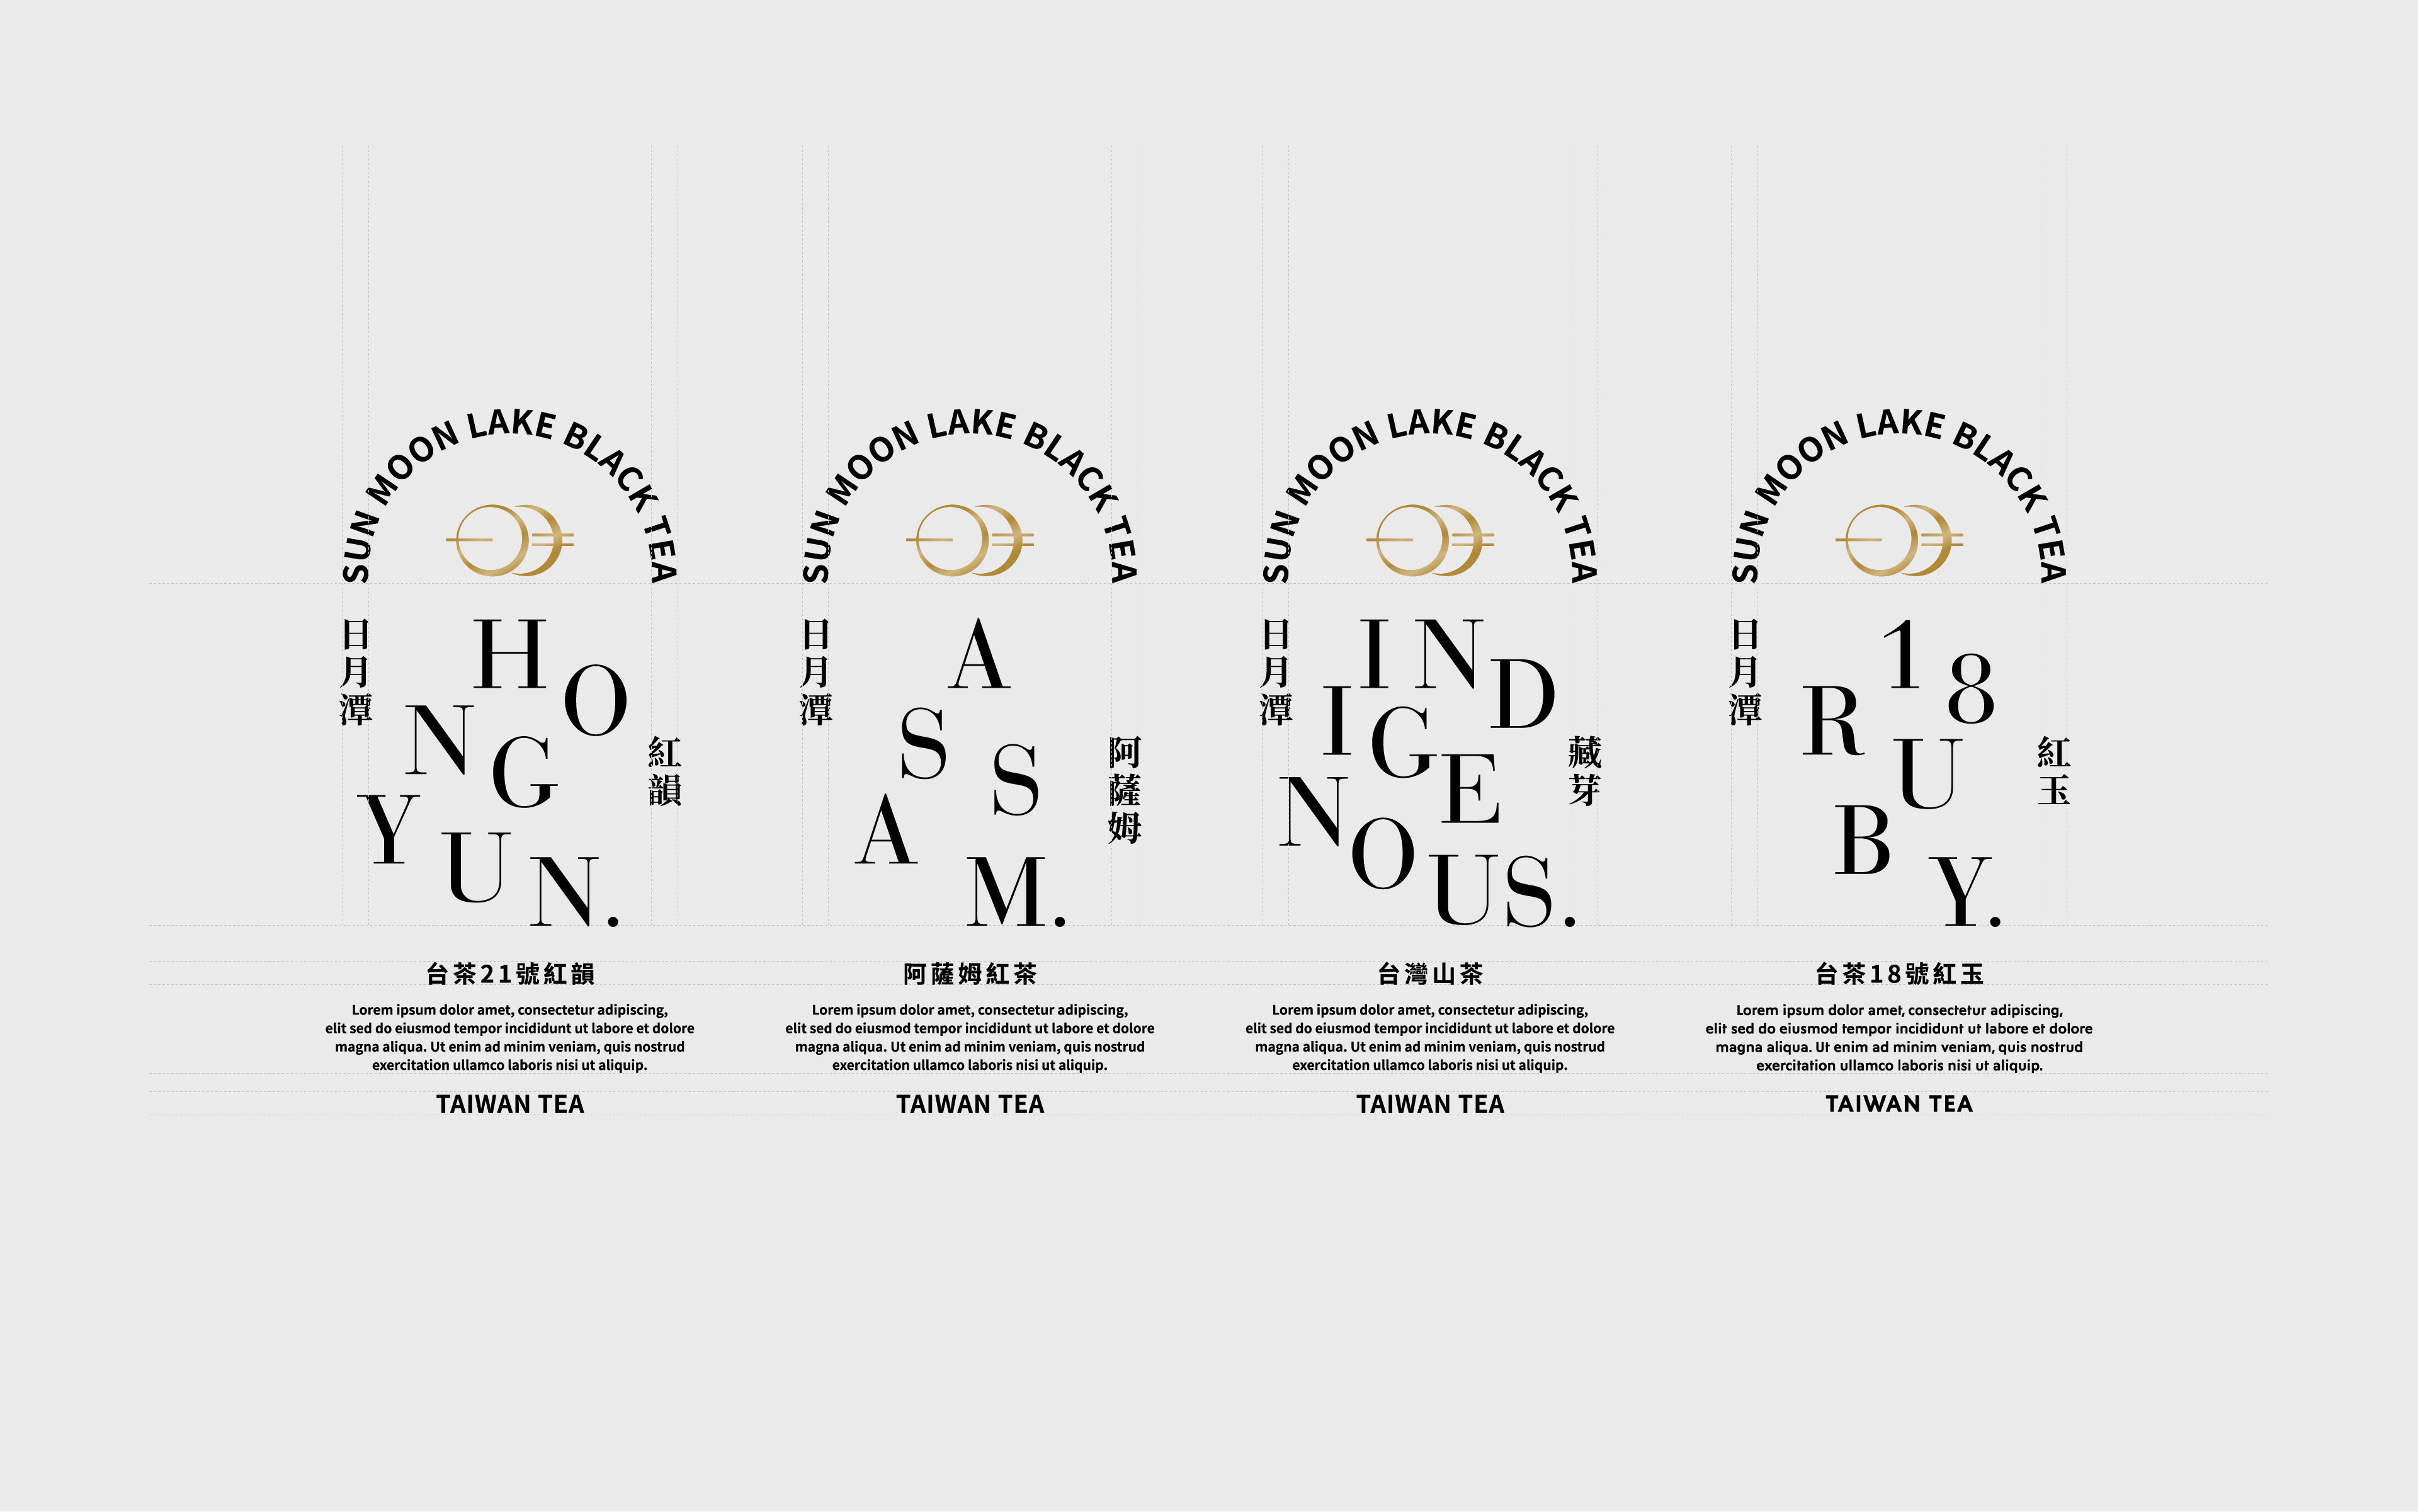 SUN MOON LAKE BLACK TEA
日月潭
HO
NG
YUN.
紅韻
台茶21號紅韻
Lorem ipsum dolor amet, consectetur adipiscing,
elit sed do eiusmod tempor incididunt ut labore et dolore
magna aliqua. Ut enim ad minim veniam, quis nostrud
exercitation ullamco laboris nisi ut aliquip.
TAIWAN TEA
SUN MOON LAKE BLACK TEA
日月潭
A
SS
A
M.
阿薩姆
阿薩姆紅茶
Lorem ipsum dolor amet, consectetur adipiscing,
elit sed do eiusmod tempor incididunt ut labore et dolore
magna aliqua. Ut enim ad minim veniam, quis nostrud
exercitation ullamco laboris nisi ut aliquip.
TAIWAN TEA
SUN MOON LAKE BLACK TEA
日月潭
IND
IGE
NOUS.
藏芽
台灣山茶
Lorem ipsum dolor amet, consectetur adipiscing,
elit sed do eiusmod tempor incididunt ut labore et dolore
magna aliqua. Ut enim ad minim veniam, quis nostrud
exercitation ullamco laboris nisi ut aliquip.
TAIWAN TEA
SUN MOON LAKE BLACK TEA
日月潭
18
RU
BY.
紅玉
台茶18號紅玉
Lorem ipsum dolor amet, consectetur adipiscing,
elit sed do eiusmod tempor incididunt ut labore et dolore
magna aliqua. Ut enim ad minim veniam, quis nostrud
exercitation ullamco laboris nisi ut aliquip.
TAIWAN TEA